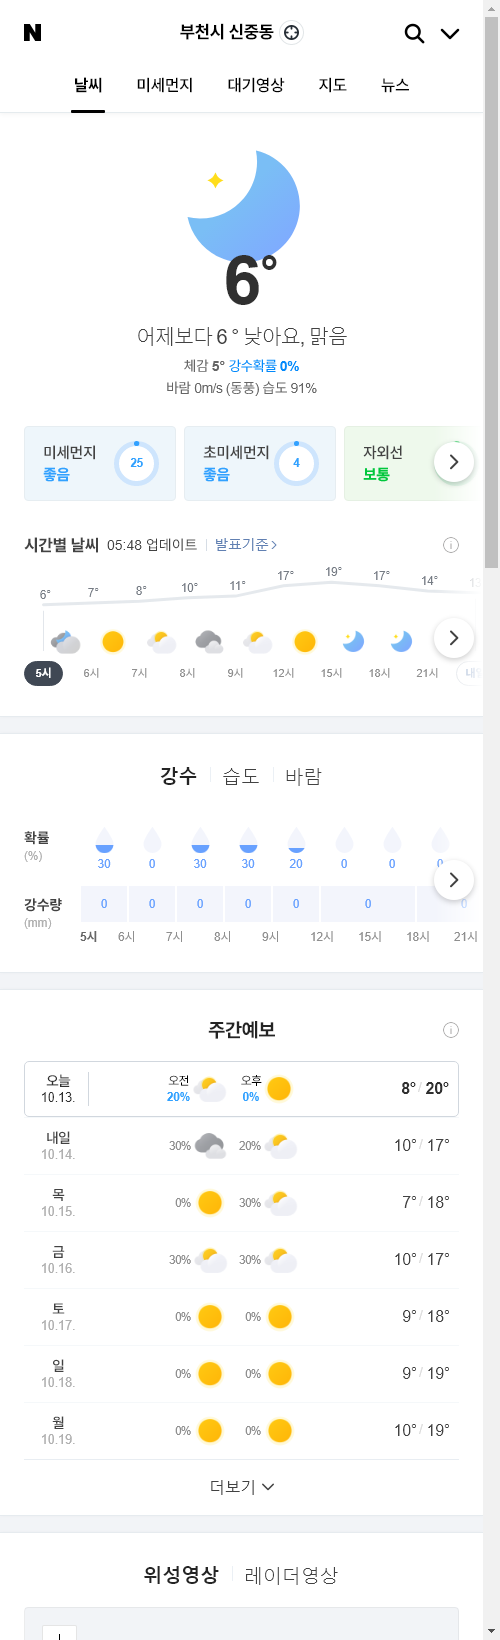 N 부천시 신중동
날씨 미세먼지 대기영상 지도 뉴스
6°
어제보다 6° 낮아요, 맑음
체감 5° 강수확률 0%
바람 0m/s (동풍) 습도 91%
미세먼지 좋음 25
초미세먼지 좋음 4
자외선 보통
시간별 날씨 05:48 업데이트 발표기준
6° 7° 8° 10° 11° 17° 19° 17° 14°
5시 6시 7시 8시 9시 12시 15시 18시 21시
강수 습도 바람
확률 (%) 30 0 30 30 20 0 0 0
강수량 (mm) 0 0 0 0 0 0 0
5시 6시 7시 8시 9시 12시 15시 18시 21시
주간예보
오늘 10.13. 오전 20% 오후 0% 8° / 20°
내일 10.14. 30% 20% 10° / 17°
목 10.15. 0% 30% 7° / 18°
금 10.16. 30% 30% 10° / 17°
토 10.17. 0% 0% 9° / 18°
일 10.18. 0% 0% 9° / 19°
월 10.19. 0% 0% 10° / 19°
더보기
위성영상 레이더영상